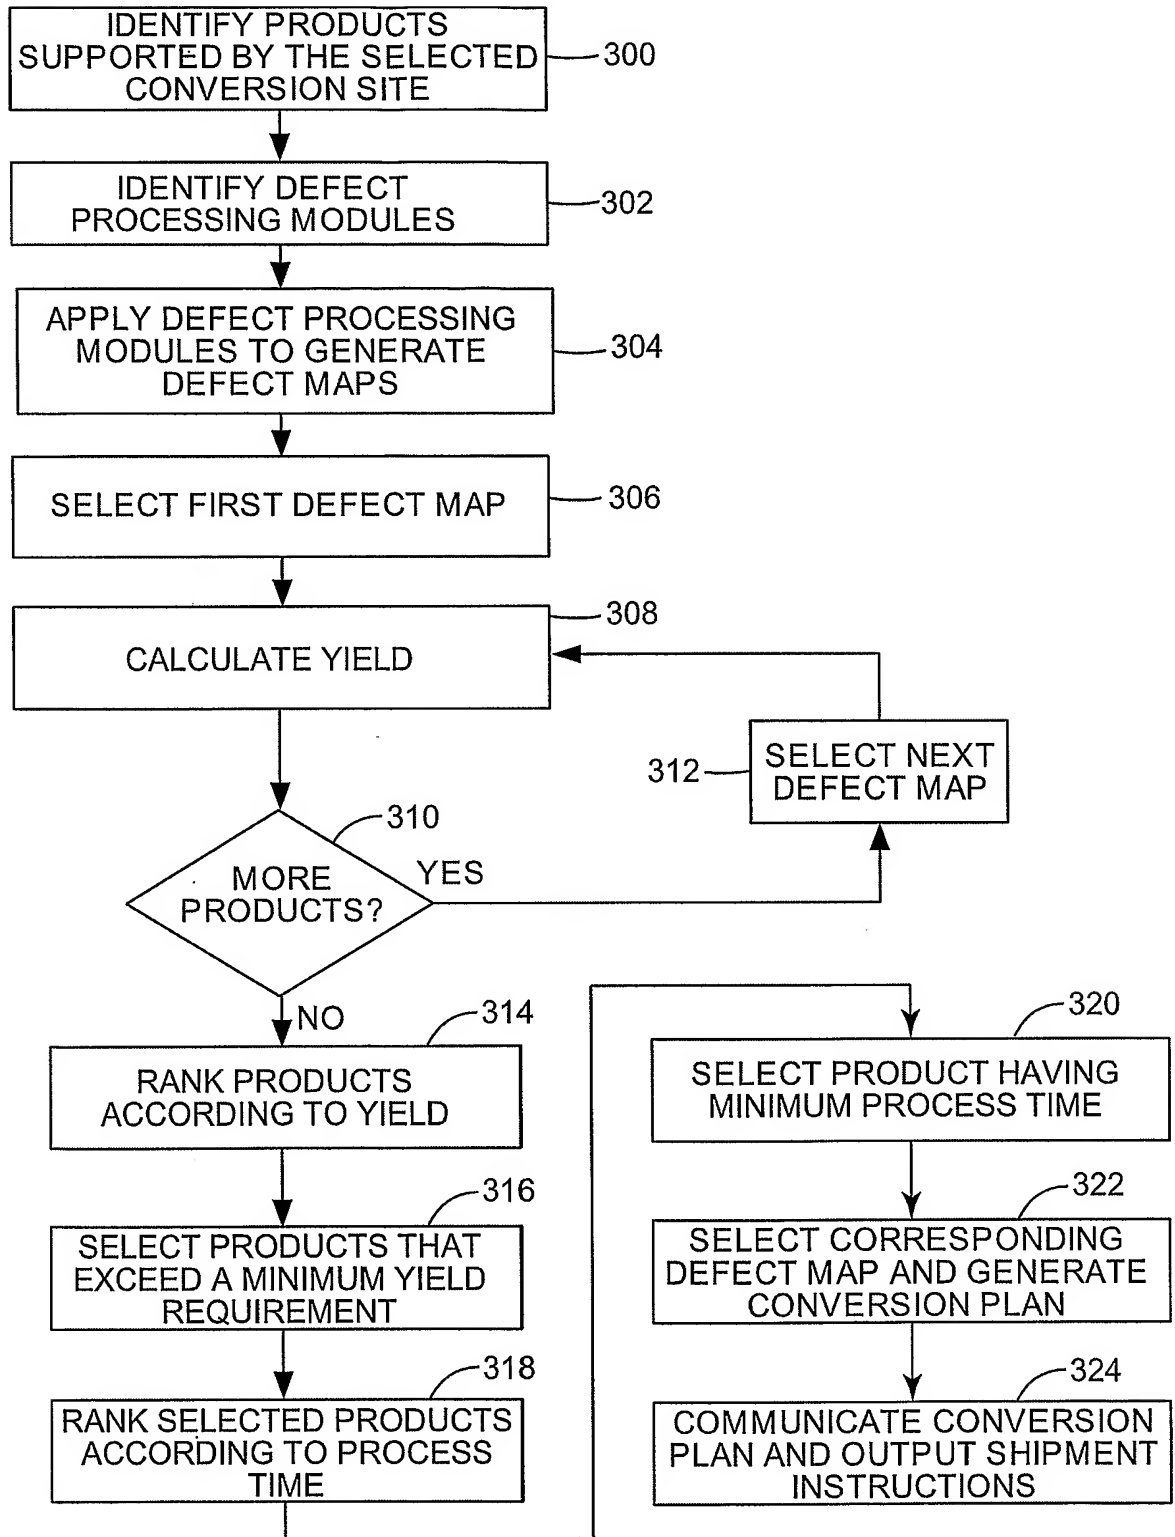 IDENTIFY PRODUCTS
SUPPORTED BY THE SELECTED
CONVERSION SITE
300
IDENTIFY DEFECT
PROCESSING MODULES
302
APPLY DEFECT PROCESSING
MODULES TO GENERATE
DEFECT MAPS
304
SELECT FIRST DEFECT MAP
306
CALCULATE YIELD
308
SELECT NEXT
DEFECT MAP
312
MORE
PRODUCTS?
310
YES
NO
RANK PRODUCTS
ACCORDING TO YIELD
314
SELECT PRODUCTS THAT
EXCEED A MINIMUM YIELD
REQUIREMENT
316
RANK SELECTED PRODUCTS
ACCORDING TO PROCESS
TIME
318
SELECT PRODUCT HAVING
MINIMUM PROCESS TIME
320
SELECT CORRESPONDING
DEFECT MAP AND GENERATE
CONVERSION PLAN
322
COMMUNICATE CONVERSION
PLAN AND OUTPUT SHIPMENT
INSTRUCTIONS
324